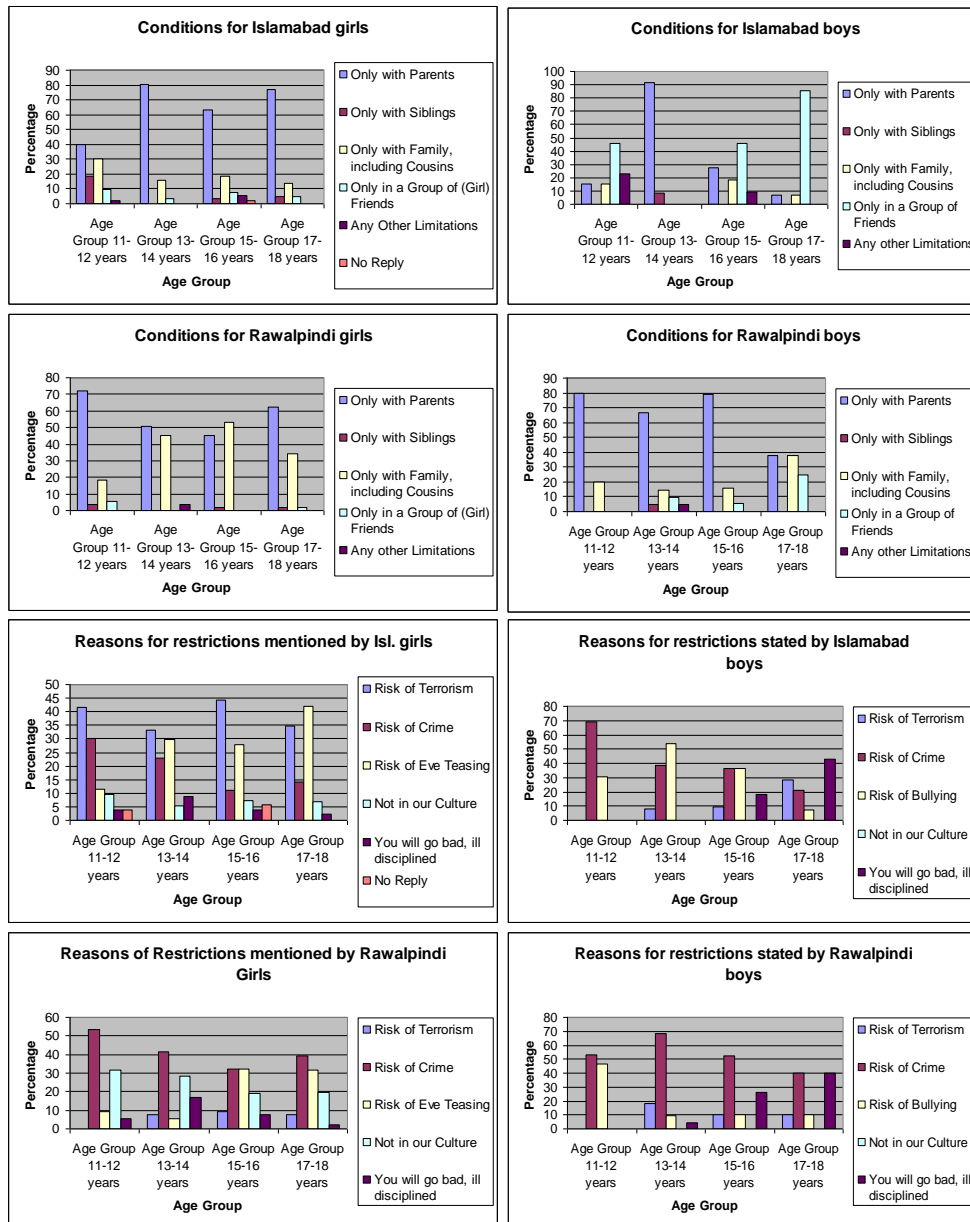 Conditions for Islamabad girls
Percentage
90
80
70
60
50
40
30
20
10
0
Age
Group 11-
12 years
Age
Group 13-
14 years
Age
Group 15-
16 years
Age
Group 17-
18 years
Age Group
Only with Parents
Only with Siblings
Only with Family,
including Cousins
Only in a Group of (Girl)
Friends
Any Other Limitations
No Reply
Conditions for Islamabad boys
Percentage
100
90
80
70
60
50
40
30
20
10
0
Age
Group 11-
12 years
Age
Group 13-
14 years
Age
Group 15-
16 years
Age
Group 17-
18 years
Age Group
Only with Parents
Only with Siblings
Only with Family,
including Cousins
Only in a Group of
Friends
Any other Limitations
Conditions for Rawalpindi girls
Percentage
80
70
60
50
40
30
20
10
0
Age
Group 11-
12 years
Age
Group 13-
14 years
Age
Group 15-
16 years
Age
Group 17-
18 years
Age Group
Only with Parents
Only with Siblings
Only with Family,
including Cousins
Only in a Group of (Girl)
Friends
Any other Limitations
Conditions for Rawalpindi boys
Percentage
90
80
70
60
50
40
30
20
10
0
Age Group
11-12
years
Age Group
13-14
years
Age Group
15-16
years
Age Group
17-18
years
Age Group
Only with Parents
Only with Siblings
Only with Family,
including Cousins
Only in a Group of
Friends
Any other Limitations
Reasons for restrictions mentioned by Isl. girls
Percentage
50
45
40
35
30
25
20
15
10
5
0
Age Group
11-12
years
Age Group
13-14
years
Age Group
15-16
years
Age Group
17-18
years
Age Group
Risk of Terrorism
Risk of Crime
Risk of Eve Teasing
Not in our Culture
You will go bad, ill
disciplined
No Reply
Reasons for restrictions stated by Islamabad
boys
Percentage
80
70
60
50
40
30
20
10
0
Age Group
11-12
years
Age Group
13-14
years
Age Group
15-16
years
Age Group
17-18
years
Age Group
Risk of Terrorism
Risk of Crime
Risk of Bullying
Not in our Culture
You will go bad, ill
disciplined
Reasons of Restrictions mentioned by Rawalpindi
Girls
Percentage
60
50
40
30
20
10
0
Age Group
11-12
years
Age Group
13-14
years
Age Group
15-16
years
Age Group
17-18
years
Age Group
Risk of Terrorism
Risk of Crime
Risk of Eve Teasing
Not in our Culture
You will go bad, ill
disciplined
Reasons for restrictions stated by Rawalpindi
boys
Percentage
80
70
60
50
40
30
20
10
0
Age Group
11-12
years
Age Group
13-14
years
Age Group
15-16
years
Age Group
17-18
years
Age Group
Risk of Terrorism
Risk of Crime
Risk of Bullying
Not in our Culture
You will go bad, ill
disciplined